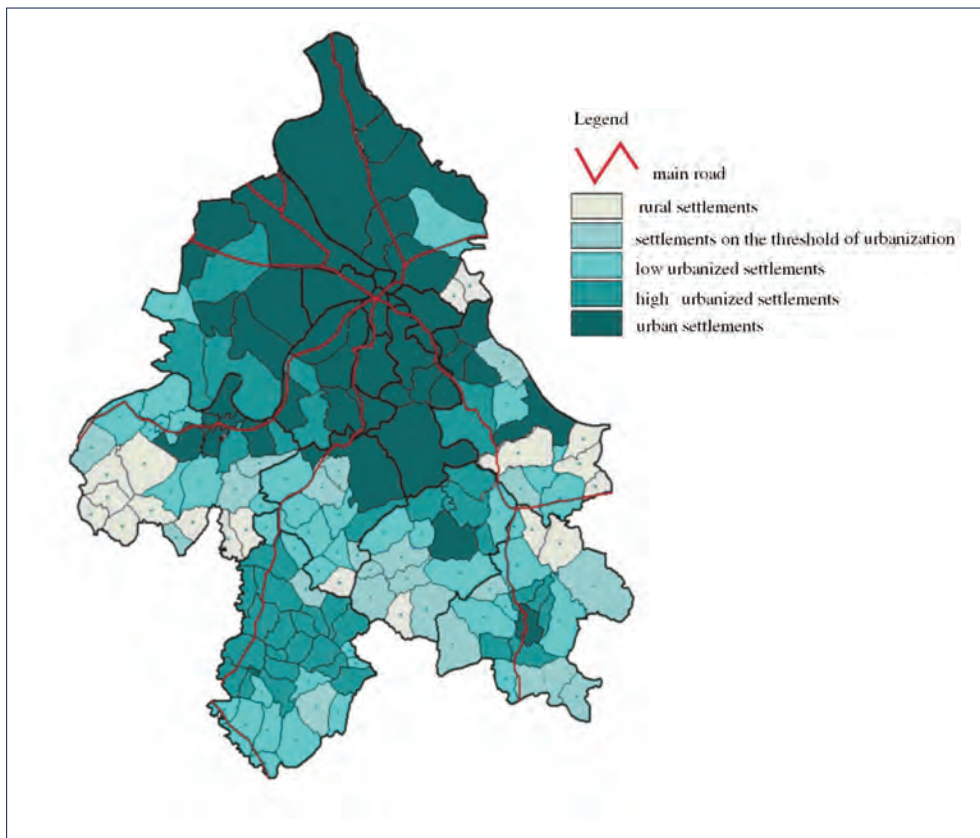 Legend
main road
rural settlements
settlements on the threshold of urbanization
low urbanized settlements
high urbanized settlements
urban settlements